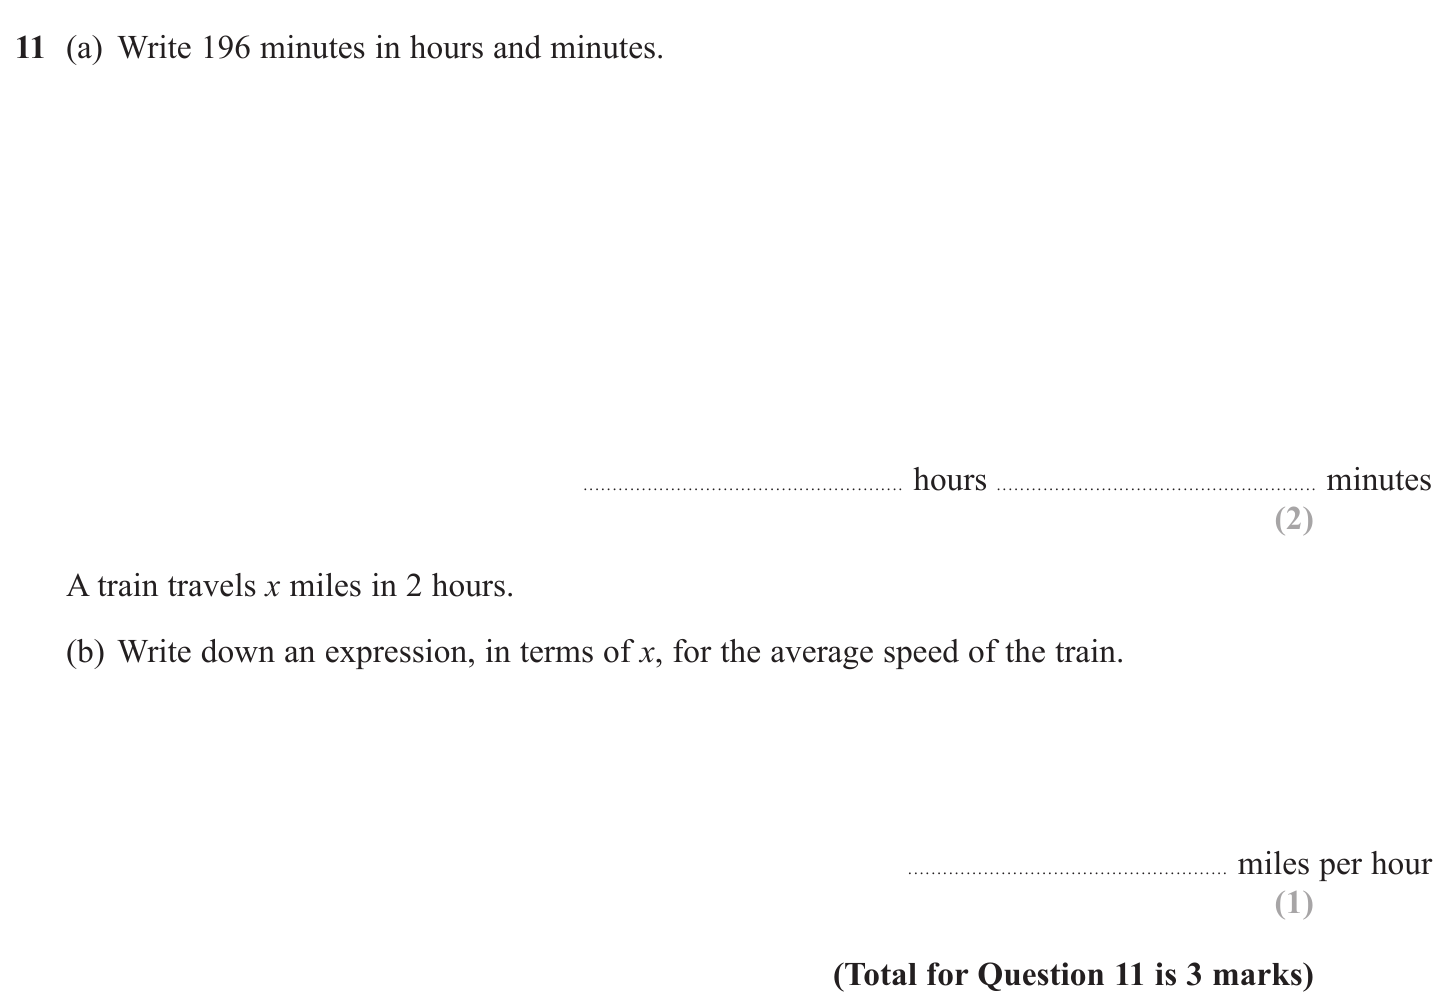 11 (a) Write 196 minutes in hours and minutes.
.......................................................... hours .......................................................... minutes
(2)
A train travels x miles in 2 hours.
(b) Write down an expression, in terms of x, for the average speed of the train.
.......................................................... miles per hour
(1)
(Total for Question 11 is 3 marks)